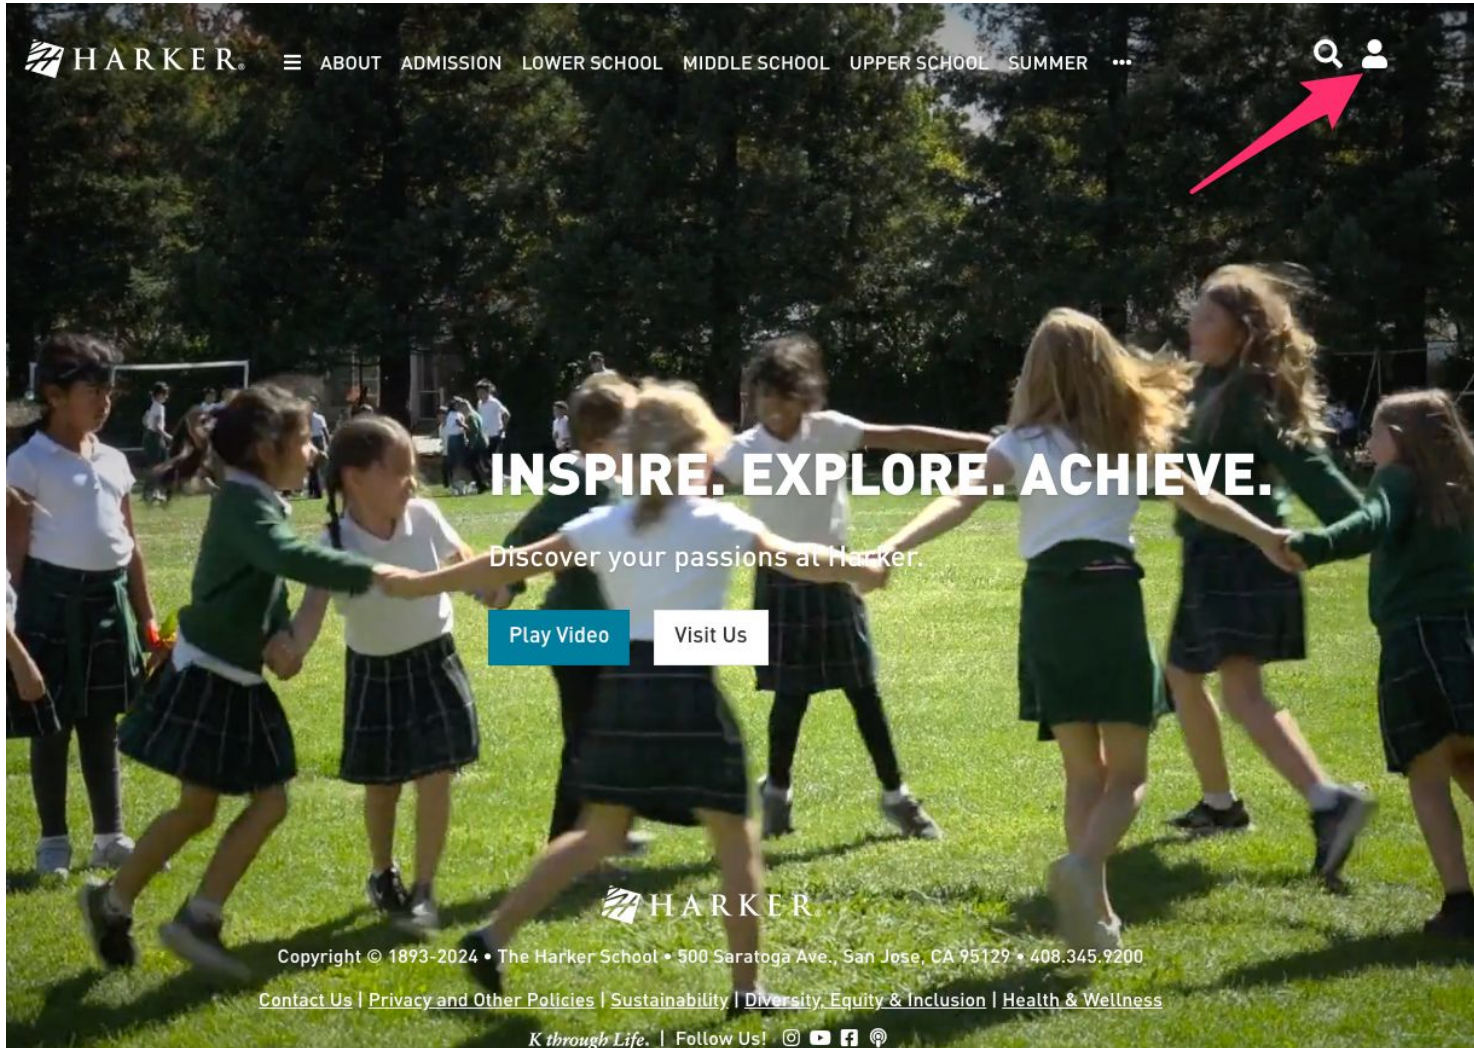 HARKER®
ABOUT ADMISSION LOWER SCHOOL MIDDLE SCHOOL UPPER SCHOOL SUMMER •••
INSPIRE. EXPLORE. ACHIEVE.
Discover your passions at Harker.
Play Video Visit Us
HARKER
Copyright © 1893-2024 • The Harker School • 500 Saratoga Ave., San Jose, CA 95129 • 408.345.9200
Contact Us | Privacy and Other Policies | Sustainability | Diversity, Equity & Inclusion | Health & Wellness
K through Life. | Follow Us!